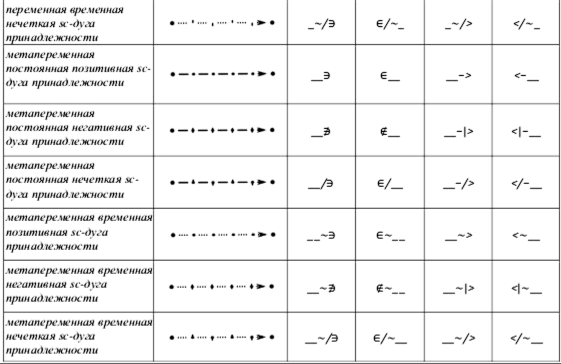 переменная временная
нечеткая sc-дуга
принадлежности
_~/∍ ∈/~_ _~/> </~_
метапеременная
постоянная позитивная sc-
дуга принадлежности
__∍ ∈__ __–> <–__
метапеременная
постоянная негативная sc-
дуга принадлежности
__∌ ∉__ __–|> <|–__
метапеременная
постоянная нечеткая sc-
дуга принадлежности
__/∍ ∈/__ __–/> </–__
метапеременная временная
позитивная sc-дуга
принадлежности
__~∍ ∈~__ __~> <~__
метапеременная временная
негативная sc-дуга
принадлежности
__~∌ ∉~__ __~|> <|~__
метапеременная временная
нечеткая sc-дуга
принадлежности
__~/∍ ∈/~__ __~/> </~__